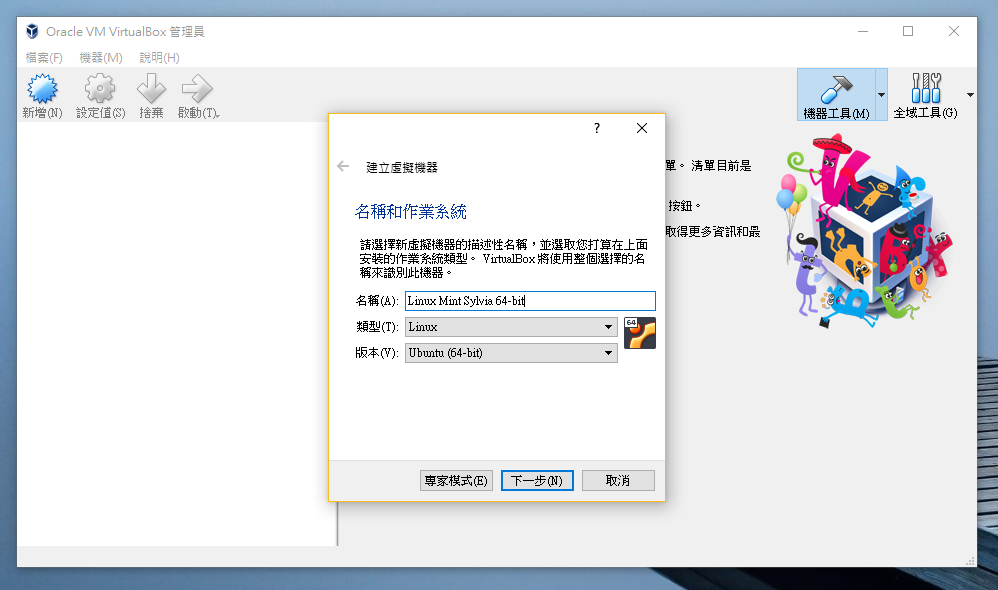 Oracle VM VirtualBox 管理員
檔案(F) 機器(M) 說明(H)
新增(N) 設定值(S) 捨棄 啟動(T) 機器工具(M) 全域工具(G)
單。 清單目前是
按鈕。
取得更多資訊和最
?
建立虛擬機器
名稱和作業系統
請選擇新虛擬機器的描述性名稱，並選取您打算在上面
安裝的作業系統類型。 VirtualBox 將使用整個選擇的名
稱來識別此機器。
名稱(A): Linux Mint Sylvia 64-bit
類型(T): Linux
64
版本(V): Ubuntu (64-bit)
專家模式(E) 下一步(N) 取消